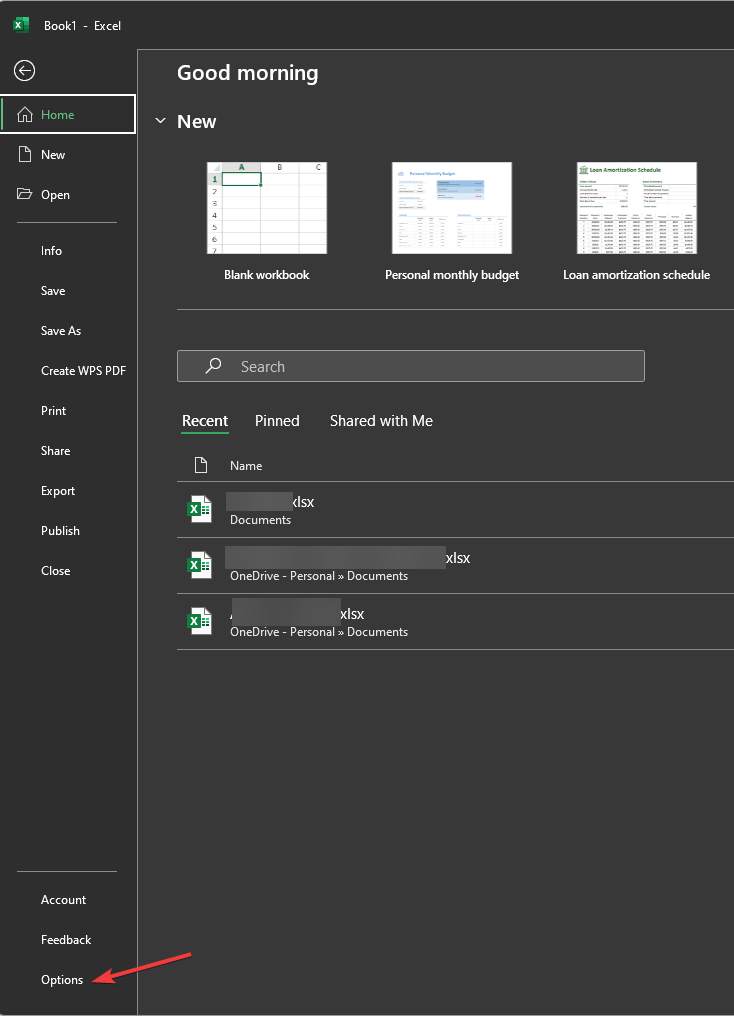 Book1 - Excel
Good morning
Home
New
Open
Info
Save
Save As
Create WPS PDF
Print
Share
Export
Publish
Close
Account
Feedback
Options
New
A B C
1
2
3
4
5
6
7
Blank workbook
Personal Monthly Budget
Personal monthly budget
Loan Amortization Schedule
Loan amortization schedule
Search
Recent Pinned Shared with Me
Name
xlsx
Documents
xlsx
OneDrive - Personal » Documents
xlsx
OneDrive - Personal » Documents